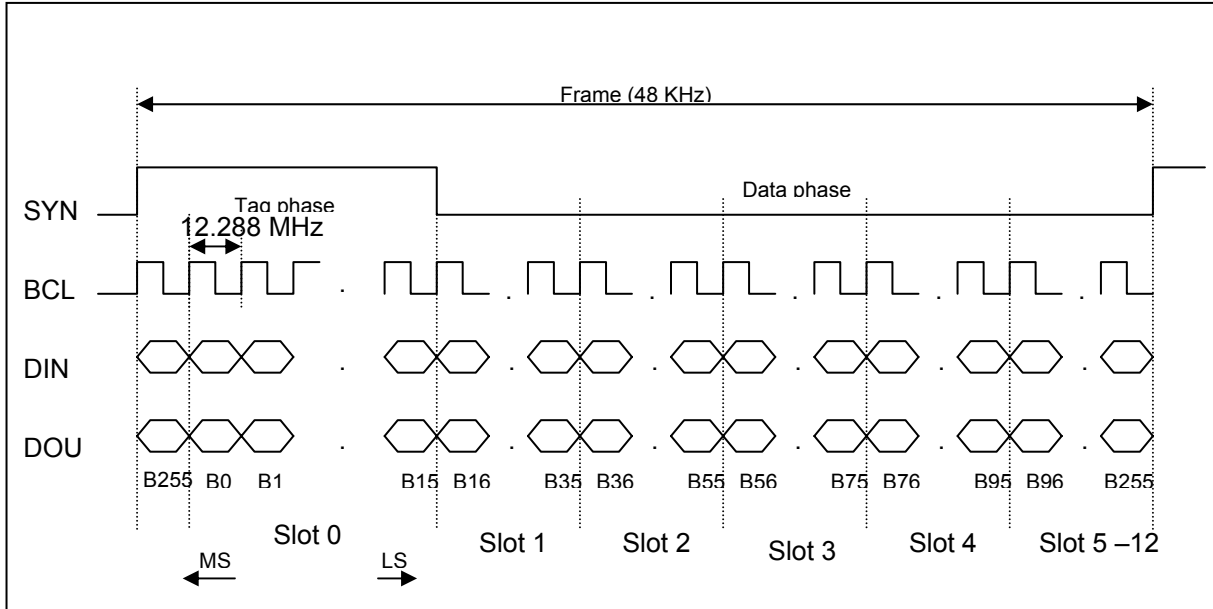 Frame (48 KHz)
SYN
Tag phase
Data phase
12.288 MHz
BCL
DIN
DOU
B255 B0 B1 B15 B16 B35 B36 B55 B56 B75 B76 B95 B96 B255
Slot 0 Slot 1 Slot 2 Slot 3 Slot 4 Slot 5 –12
MS LS